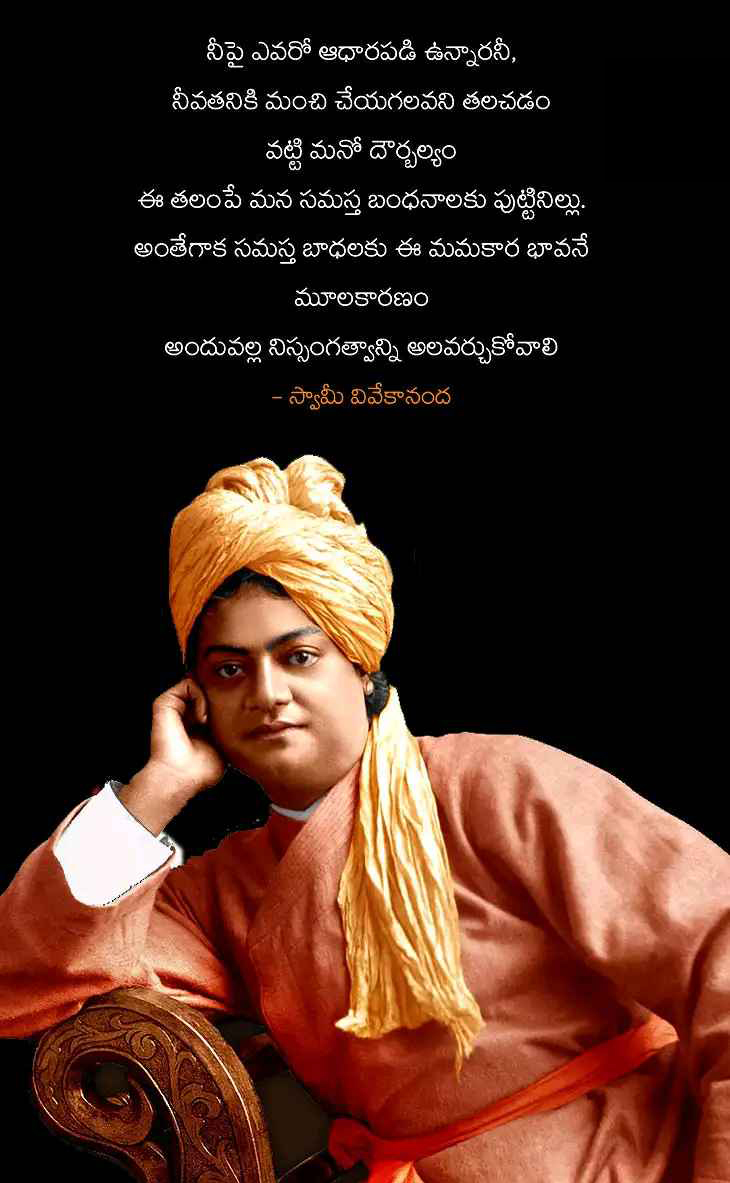 నీపై ఎవరో ఆధారపడి ఉన్నారనీ,
నీవతనికి మంచి చేయగలవని తలచడం
వట్టి మనో దౌర్బల్యం
ఈ తలంపే మన సమస్త బంధనాలకు పుట్టినిల్లు.
అంతేగాక సమస్త బాధలకు ఈ మమకార భావనే
మూలకారణం
అందువల్ల నిస్సంగత్వాన్ని అలవర్చుకోవాలి
– స్వామీ వివేకానంద